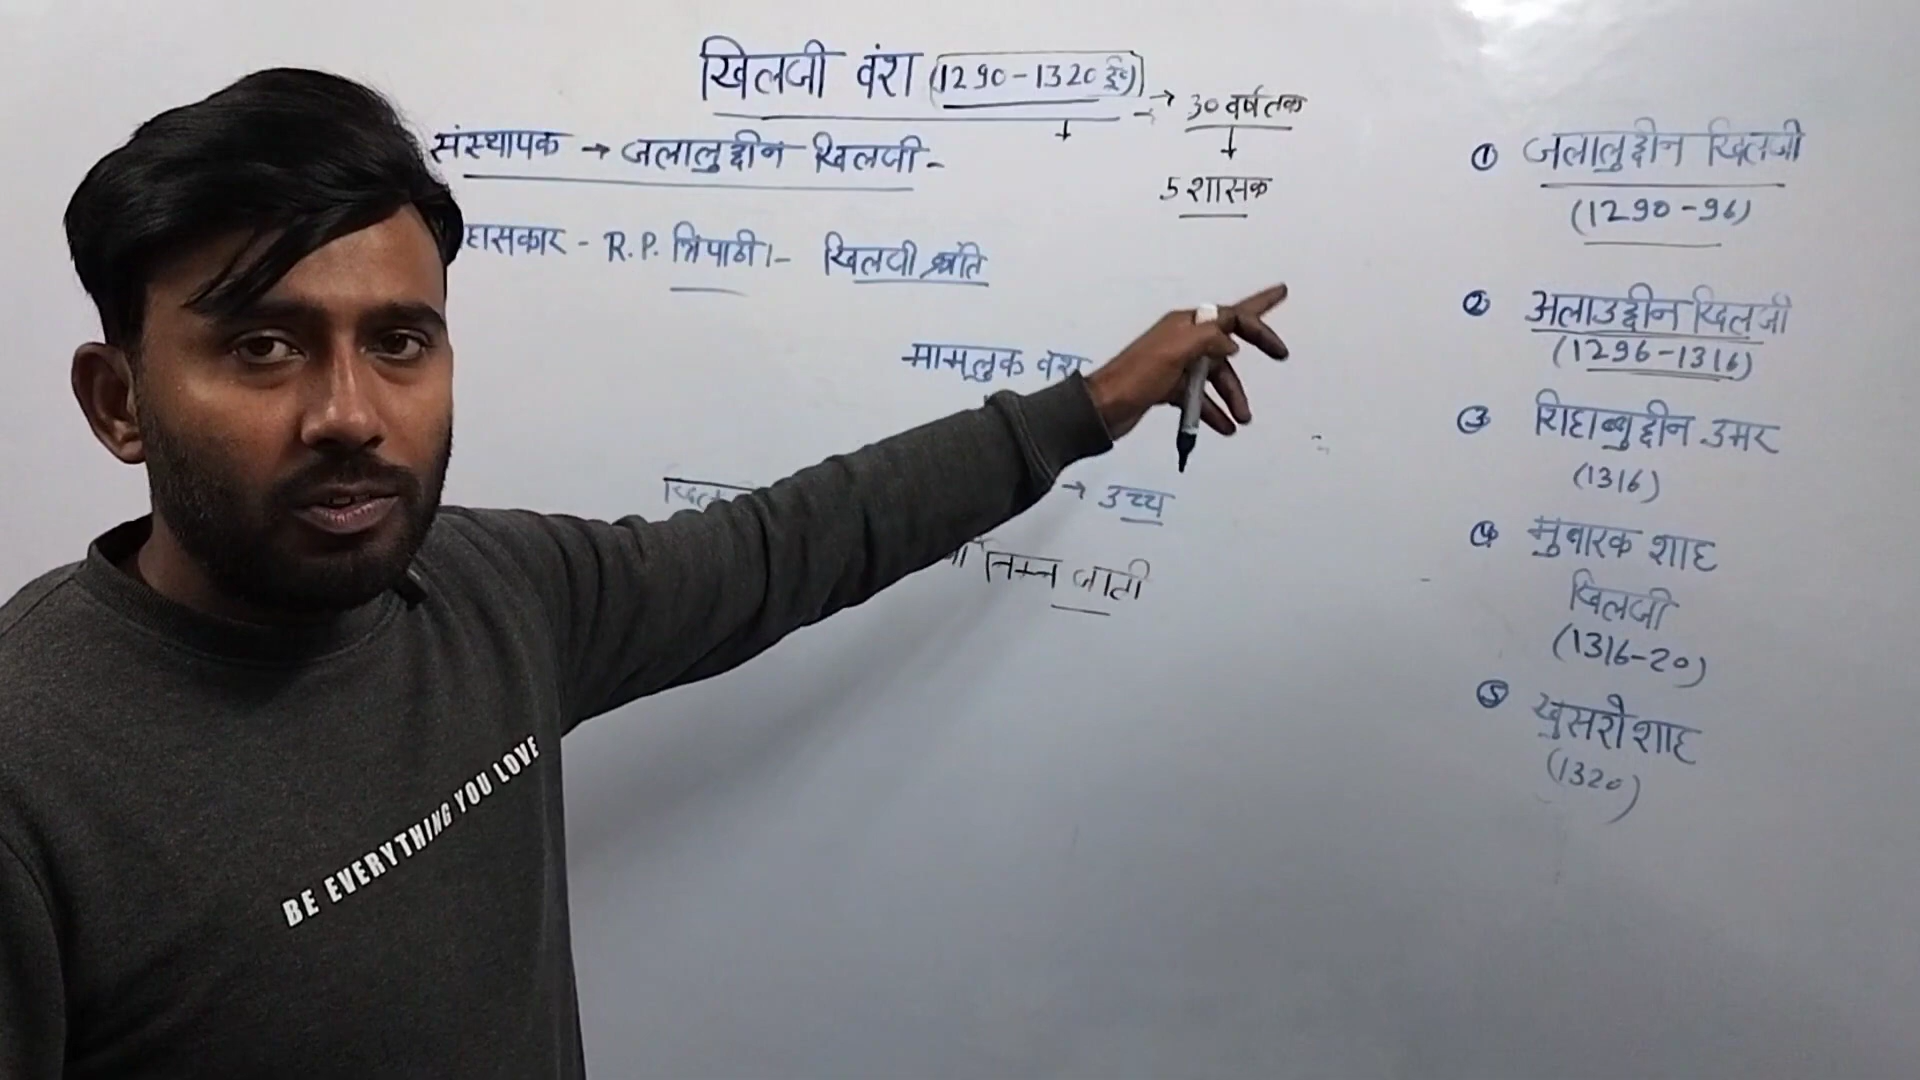 खिलजी वंश (1290-1320 ई०)
→ 30 वर्ष तक
↓
5 शासक
संस्थापक → जलालुद्दीन खिलजी -
हासकार - R.P. त्रिपाठी - खिलजी क्रांति
मामलुक वंश
→ उच्च
निम्न जाती
① जलालुद्दीन खिलजी
(1290-96)
② अलाउद्दीन खिलजी
(1296-1316)
③ शिहाबुद्दीन उमर
(1316)
④ मुबारक शाह
खिलजी
(1316-20)
⑤ खुसरो शाह
(1320)
BE EVERYTHING YOU LOVE